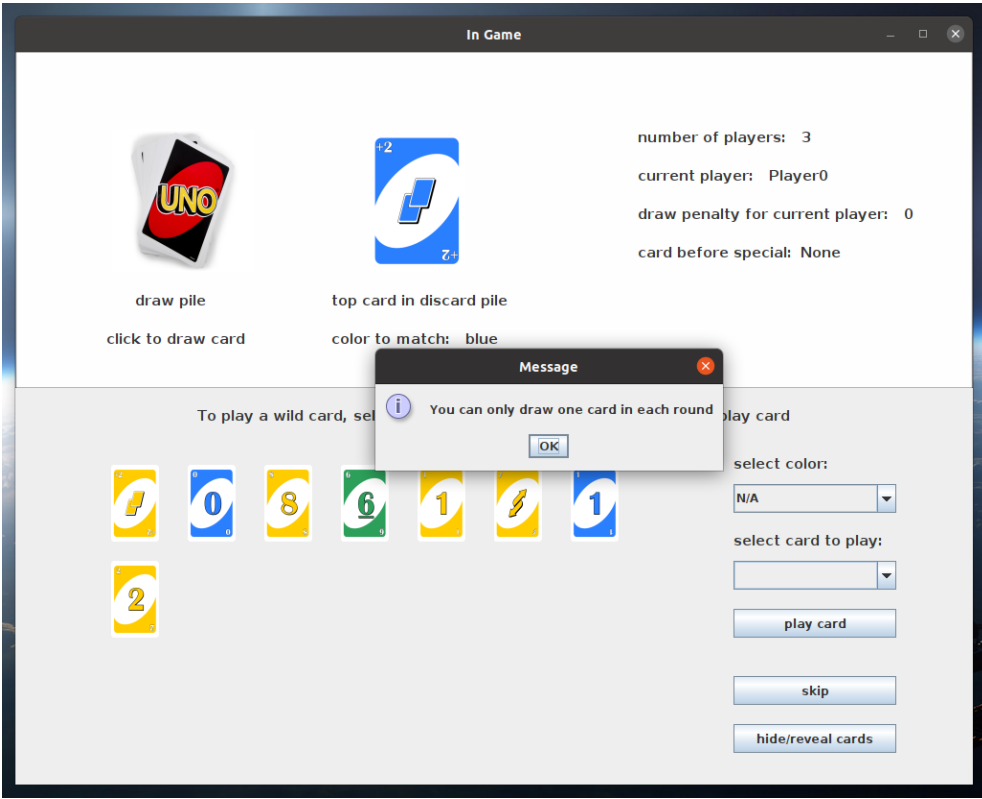 In Game
UNO
+2
+2
number of players: 3
current player: Player0
draw penalty for current player: 0
card before special: None
draw pile
top card in discard pile
click to draw card
color to match: blue
Message
You can only draw one card in each round
OK
To play a wild card, sel
play card
0
8
6
1
1
2
select color:
N/A
select card to play:
play card
skip
hide/reveal cards